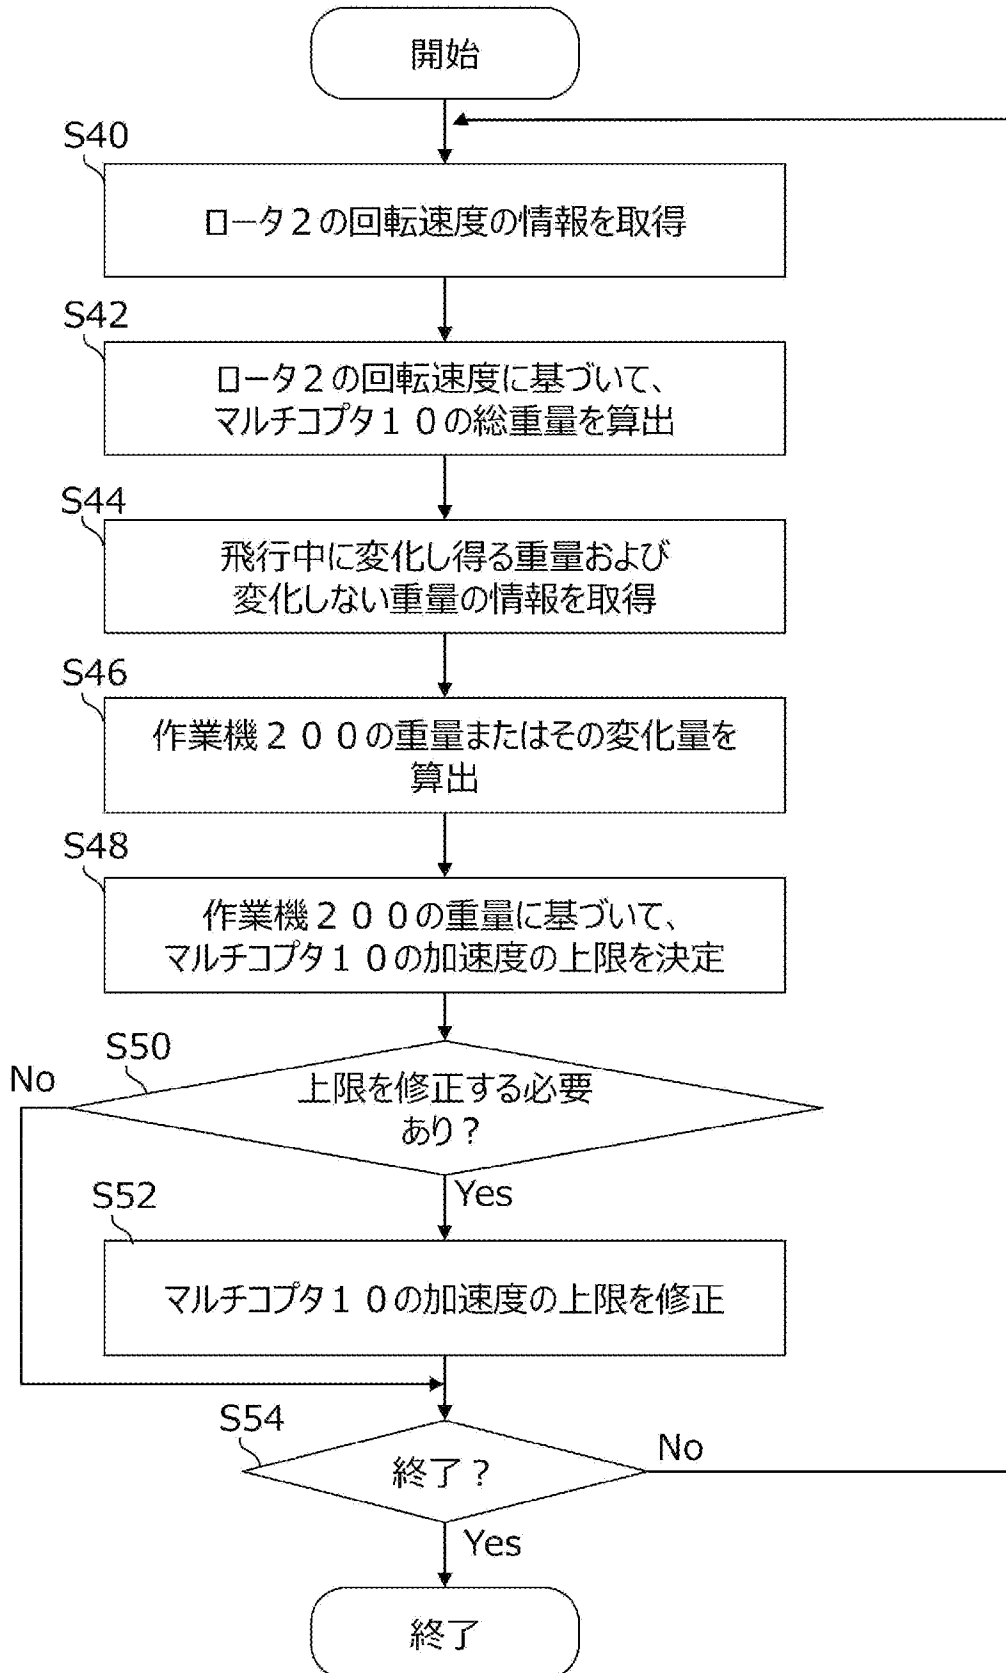 開始
S40
ロータ２の回転速度の情報を取得
S42
ロータ２の回転速度に基づいて、
マルチコプタ１０の総重量を算出
S44
飛行中に変化し得る重量および
変化しない重量の情報を取得
S46
作業機２００の重量またはその変化量を
算出
S48
作業機２００の重量に基づいて、
マルチコプタ１０の加速度の上限を決定
S50
No
上限を修正する必要
あり？
Yes
S52
マルチコプタ１０の加速度の上限を修正
S54
終了？
No
Yes
終了